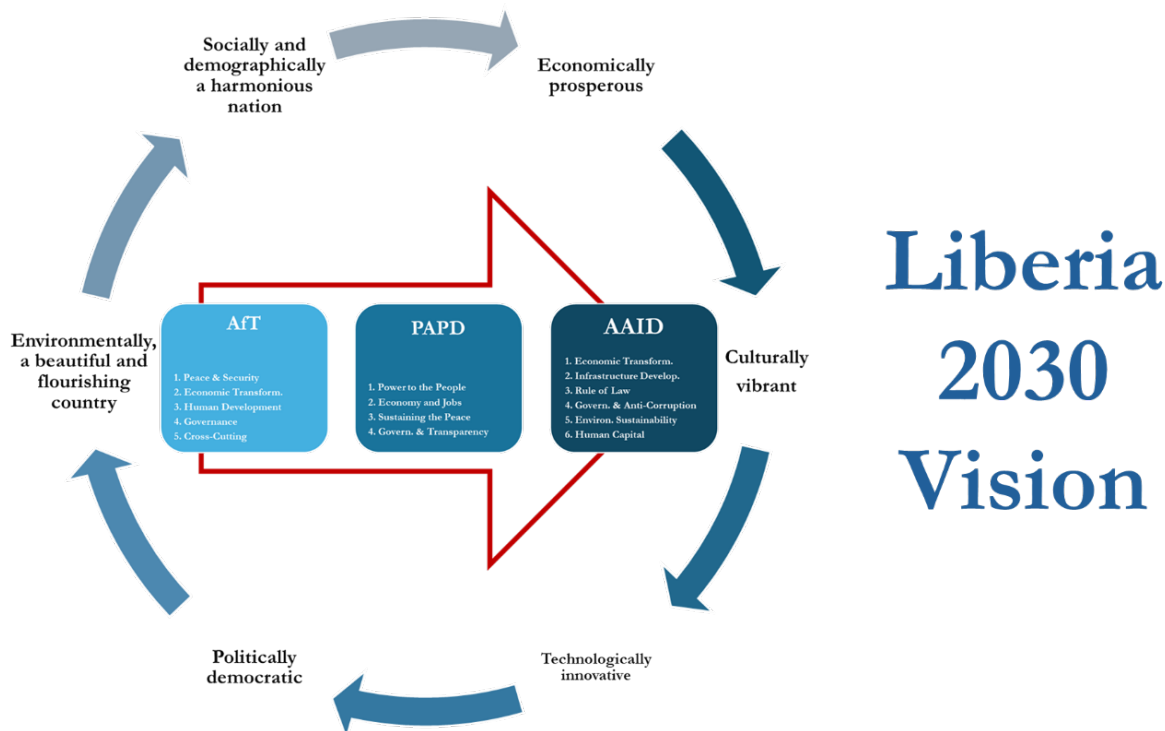 Socially and
demographically
a harmonious
nation
Economically
prosperous
Environmentally,
a beautiful and
flourishing
country
AfT
1. Peace & Security
2. Economic Transform.
3. Human Development
4. Governance
5. Cross-Cutting
PAPD
1. Power to the People
2. Economy and Jobs
3. Sustaining the Peace
4. Govern. & Transparency
AAID
1. Economic Transform.
2. Infrastructure Develop.
3. Rule of Law
4. Govern. & Anti-Corruption
5. Environ. Sustainability
6. Human Capital
Culturally
vibrant
Politically
democratic
Technologically
innovative
Liberia
2030
Vision